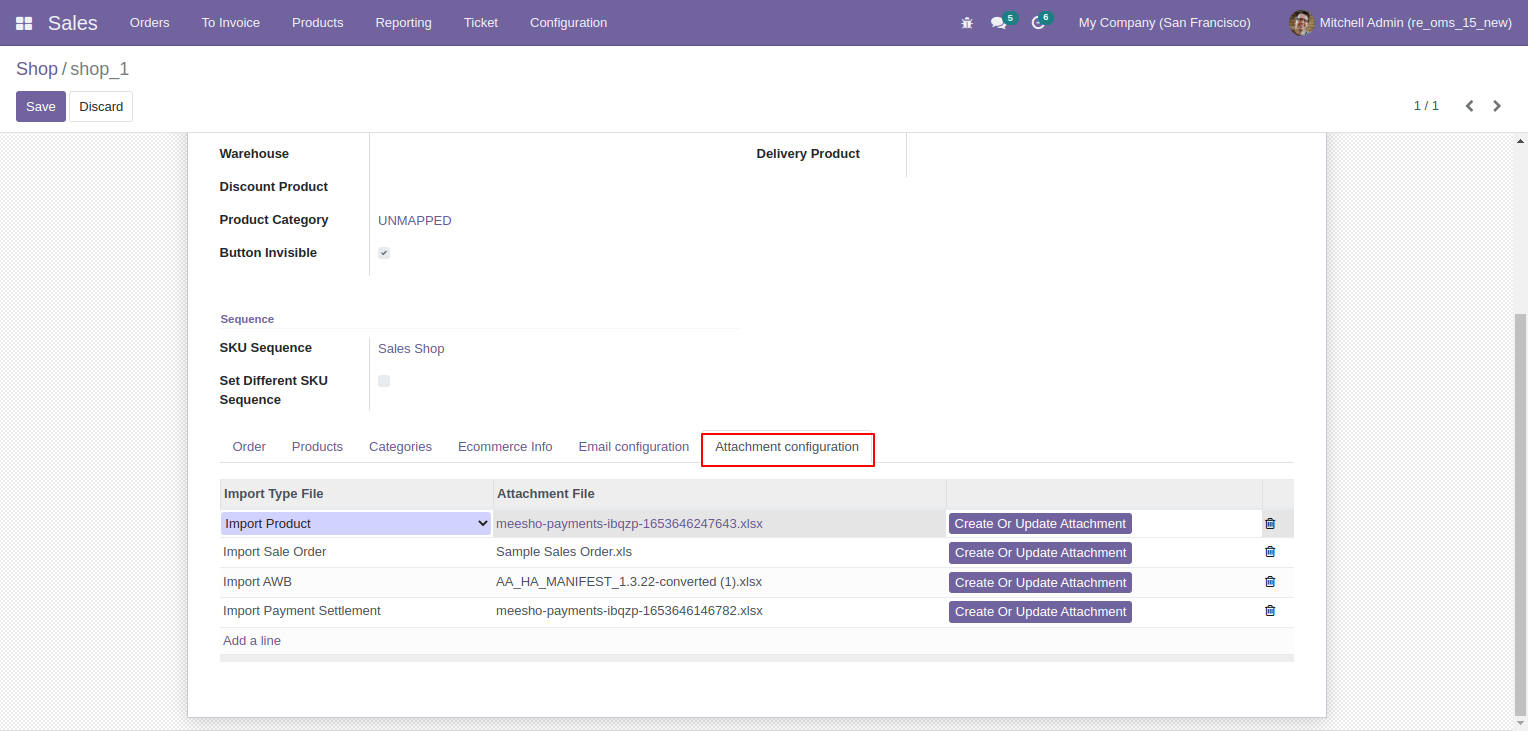 Sales Orders To Invoice Products Reporting Ticket Configuration 5 6 My Company (San Francisco) Mitchell Admin (re_oms_15_new)
Shop / shop_1
Save Discard 1 / 1
Warehouse Delivery Product
Discount Product
Product Category UNMAPPED
Button Invisible
Sequence
SKU Sequence Sales Shop
Set Different SKU
Sequence
Order Products Categories Ecommerce Info Email configuration Attachment configuration
Import Type File Attachment File
Import Product meesho-payments-ibqzp-1653646247643.xlsx Create Or Update Attachment
Import Sale Order Sample Sales Order.xls Create Or Update Attachment
Import AWB AA_HA_MANIFEST_1.3.22-converted (1).xlsx Create Or Update Attachment
Import Payment Settlement meesho-payments-ibqzp-1653646146782.xlsx Create Or Update Attachment
Add a line